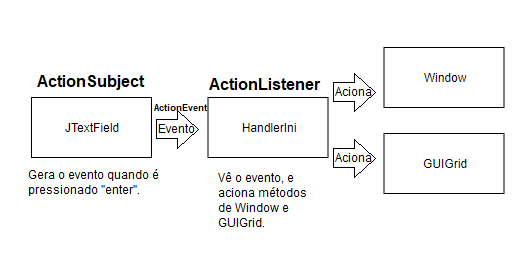 ActionSubject
JTextField
Gera o evento quando é
pressionado "enter".
ActionEvent
Evento
ActionListener
HandlerIni
Vê o evento, e
aciona métodos
de Window e
GUIGrid.
Aciona
Window
Aciona
GUIGrid